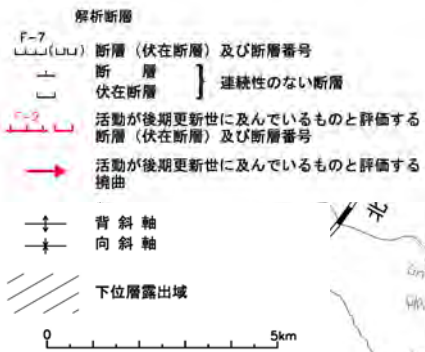 解析断層
F-7
断層(伏在断層)及び断層番号
断 層
伏在断層
} 連続性のない断層
F-9
活動が後期更新世に及んでいるものと評価する
断層(伏在断層)及び断層番号
活動が後期更新世に及んでいるものと評価する
撓曲
背 斜 軸
向 斜 軸
下位層露出域
0 5km
北